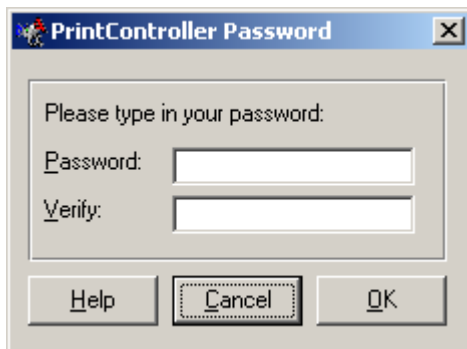 PrintController Password
Please type in your password:
Password:
Verify:
Help Cancel OK